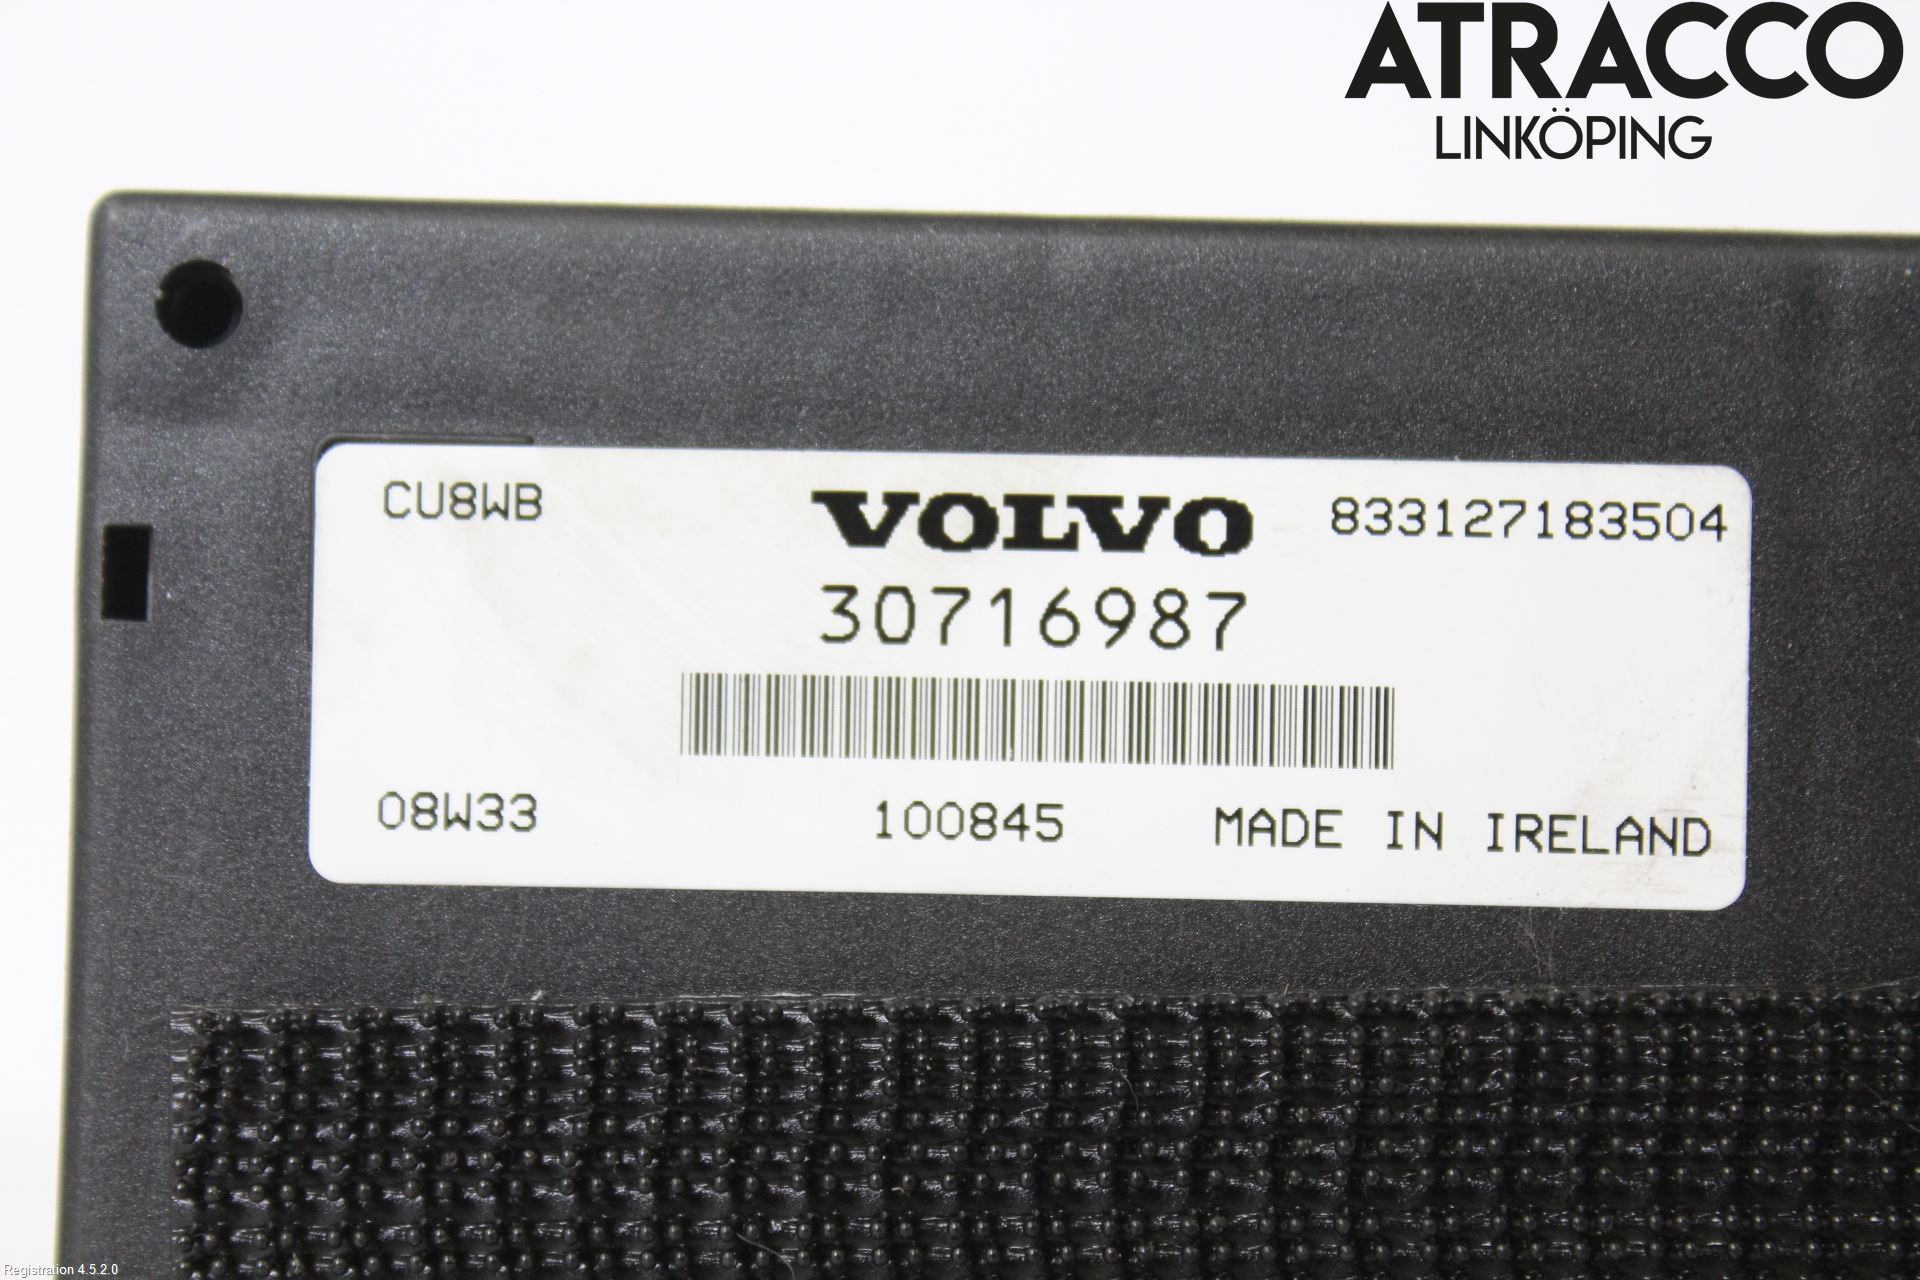 ATRACCO
LINKÖPING
CU8WB VOLVO 833127183504
30716987
08W33 100845 MADE IN IRELAND
Registration 4.5.2.0